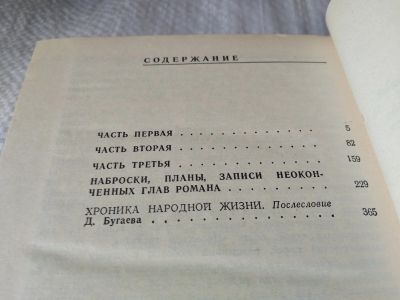 СОДЕРЖАНИЕ
ЧАСТЬ ПЕРВАЯ . . . . . . . . . . . . 5
ЧАСТЬ ВТОРАЯ . . . . . . . . . . . . 82
ЧАСТЬ ТРЕТЬЯ . . . . . . . . . . . . 159
НАБРОСКИ, ПЛАНЫ, ЗАПИСИ НЕОКОН-
ЧЕННЫХ ГЛАВ РОМАНА . . . . . . . . 229
ХРОНИКА НАРОДНОЙ ЖИЗНИ. Послесловие
Д. Бугаева . . . . . . . . . . . . . 365